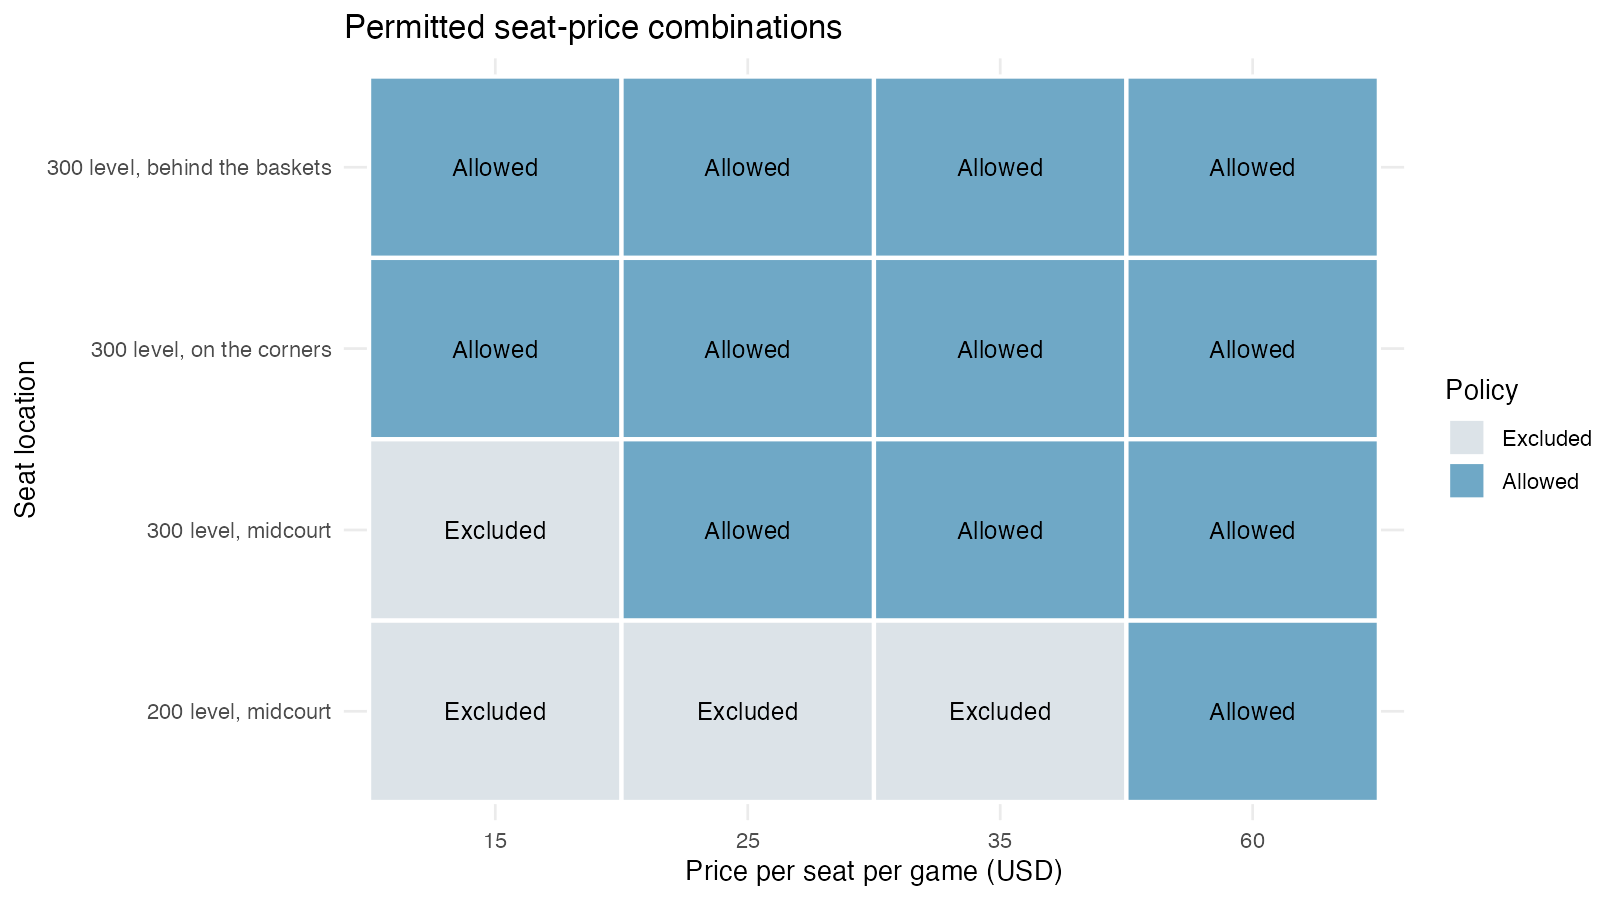 Permitted seat-price combinations
Seat location
300 level, behind the baskets
Allowed Allowed Allowed Allowed
300 level, on the corners
Allowed Allowed Allowed Allowed
300 level, midcourt
Excluded Allowed Allowed Allowed
200 level, midcourt
Excluded Excluded Excluded Allowed
15 25 35 60
Price per seat per game (USD)
Policy
Excluded
Allowed